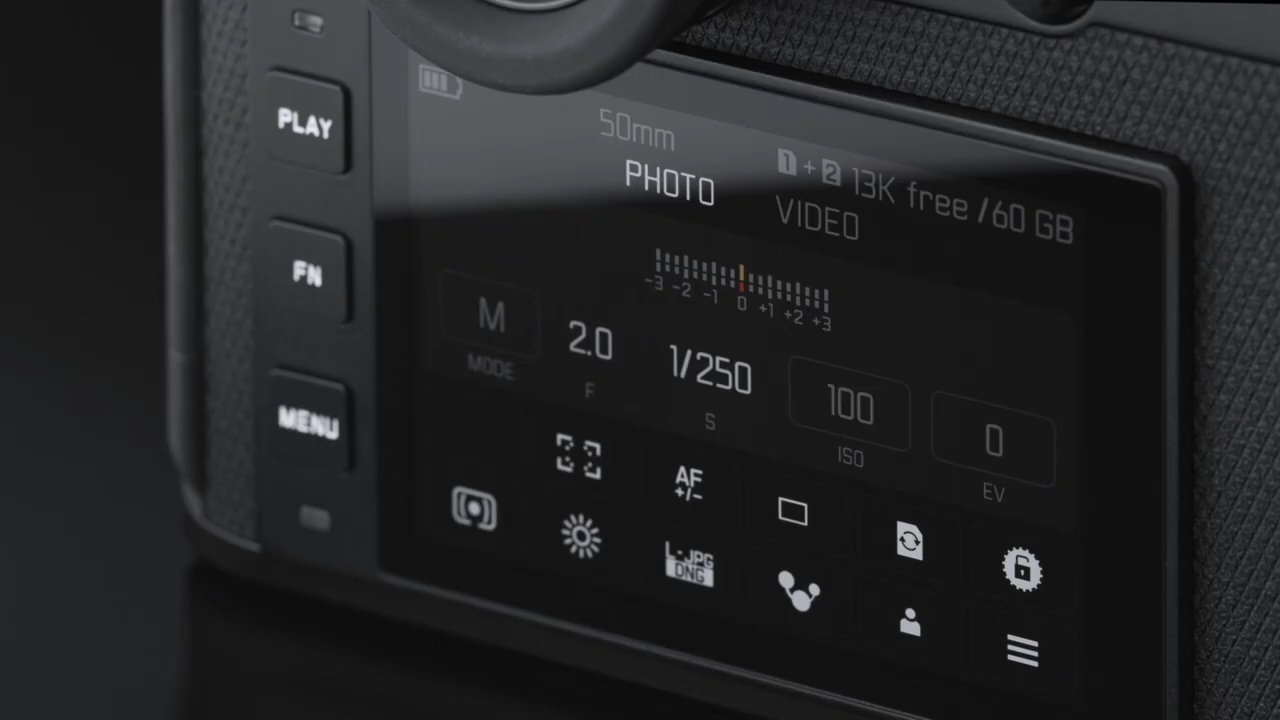 PLAY
FN
MENU
50mm
1 + 2 13K free /60 GB
PHOTO VIDEO
-3 -2 -1 0 +1 +2 +3
M 2.0 1/250 100 0
MODE F S ISO EV
AF
+/-
L-JPG
DNG